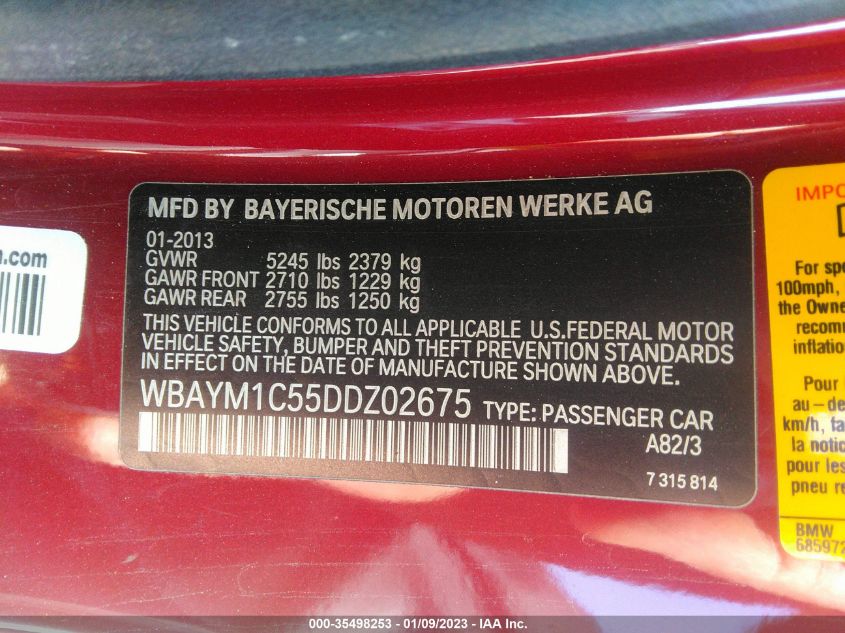 n.com
MFD BY BAYERISCHE MOTOREN WERKE AG
01-2013
GVWR 5245 lbs 2379 kg
GAWR FRONT 2710 lbs 1229 kg
GAWR REAR 2755 lbs 1250 kg
THIS VEHICLE CONFORMS TO ALL APPLICABLE U.S.FEDERAL MOTOR
VEHICLE SAFETY, BUMPER AND THEFT PREVENTION STANDARDS
IN EFFECT ON THE DATE OF MANUFACTURE SHOWN ABOVE.
WBAYM1C55DDZ02675 TYPE: PASSENGER CAR
A82/3
7 315 814
IMPO
For spe
100mph,
the Owne
recom
inflatio
Pour
au – de
km/h, fa
la notic
pour les
pneu re
BMW
685972
000-35498253 - 01/09/2023 - IAA Inc.